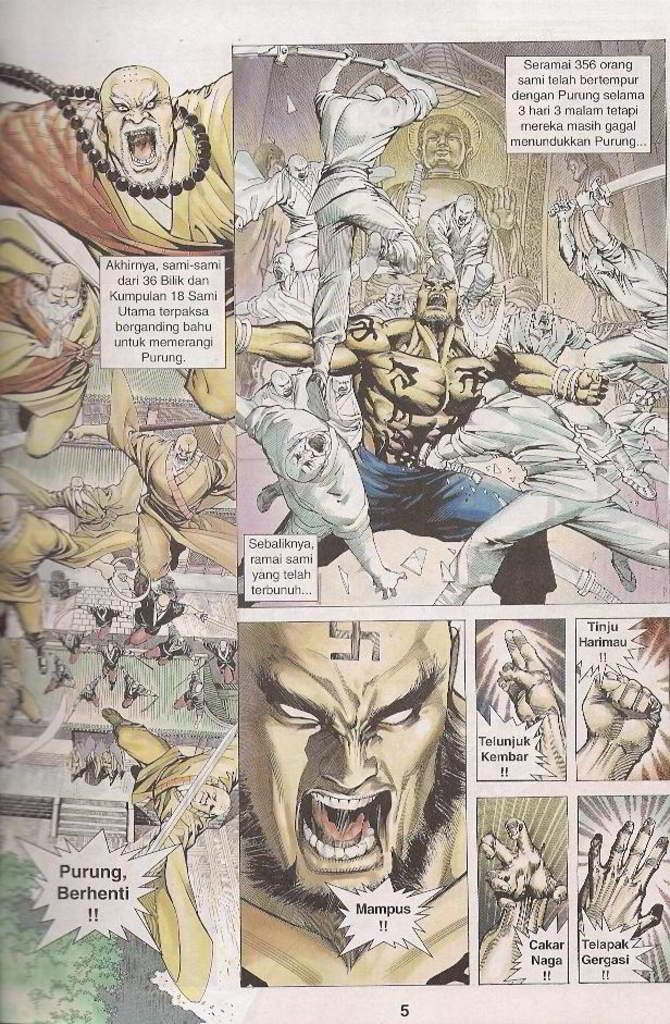 Seramai 356 orang
sami telah bertempur
dengan Purung selama
3 hari 3 malam tetapi
mereka masih gagal
menundukkan Purung...
Akhirnya, sami-sami
dari 36 Bilik dan
Kumpulan 18 Sami
Utama terpaksa
berganding bahu
untuk memerangi
Purung.
Sebaliknya,
ramai sami
yang telah
terbunuh...
Purung,
Berhenti
!!
Mampus
!!
Telunjuk
Kembar
!!
Tinju
Harimau
!!
Cakar
Naga
!!
Telapak
Gergasi
!!
5